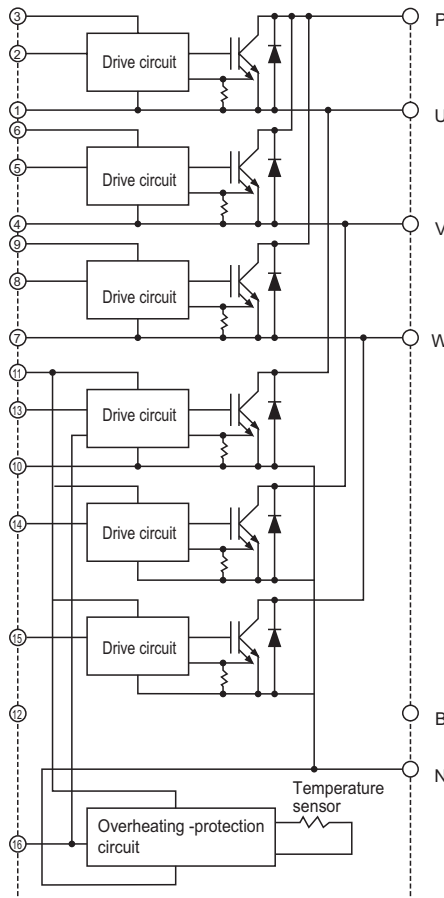 3 P
2 Drive circuit
1 U
6
5 Drive circuit
4 V
9
8 Drive circuit
7 W
11
13 Drive circuit
10
14 Drive circuit
15 Drive circuit
12 B
N
Temperature
sensor
16 Overheating -protection
circuit